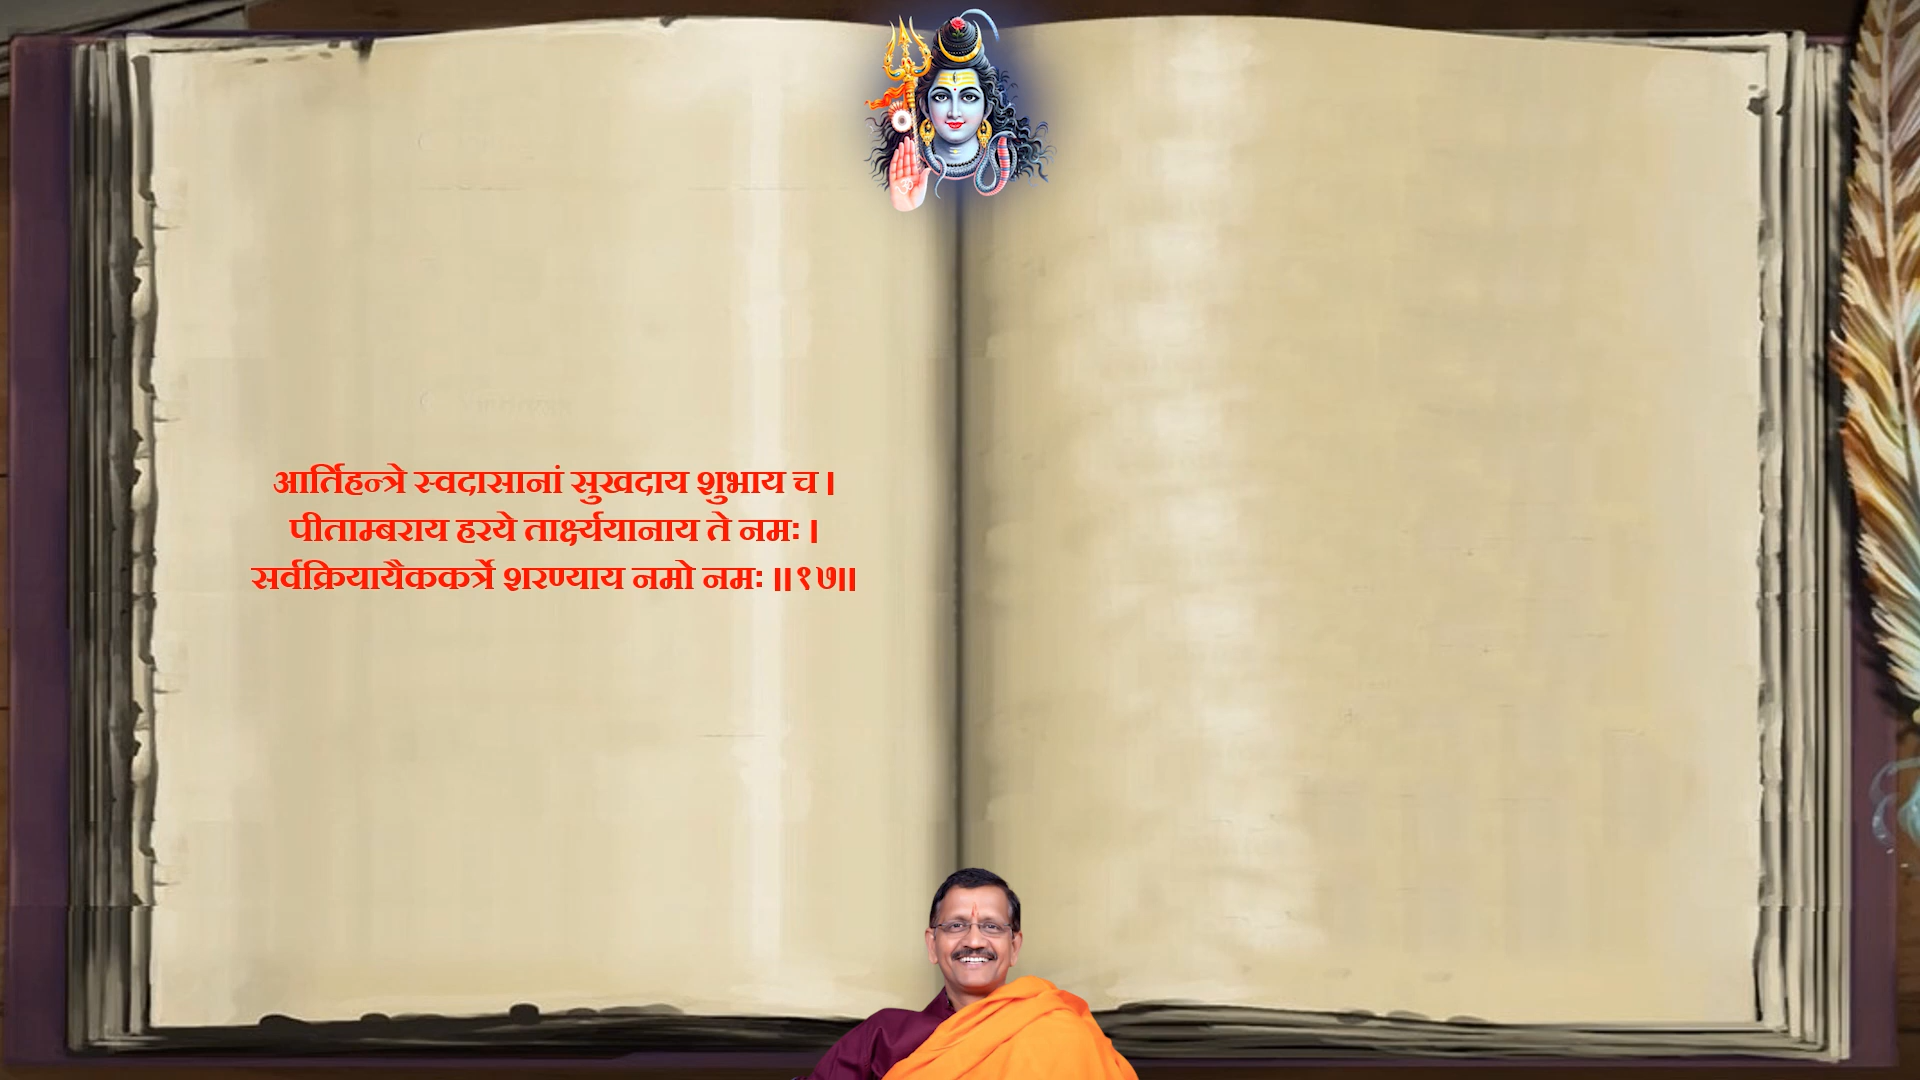 आर्तिहन्त्रे स्वदासानां सुखदाय शुभाय च ।
पीताम्बराय हरये तार्क्ष्ययानाय ते नमः ।
सर्वक्रियायैककर्त्रे शरण्याय नमो नमः ॥१७॥